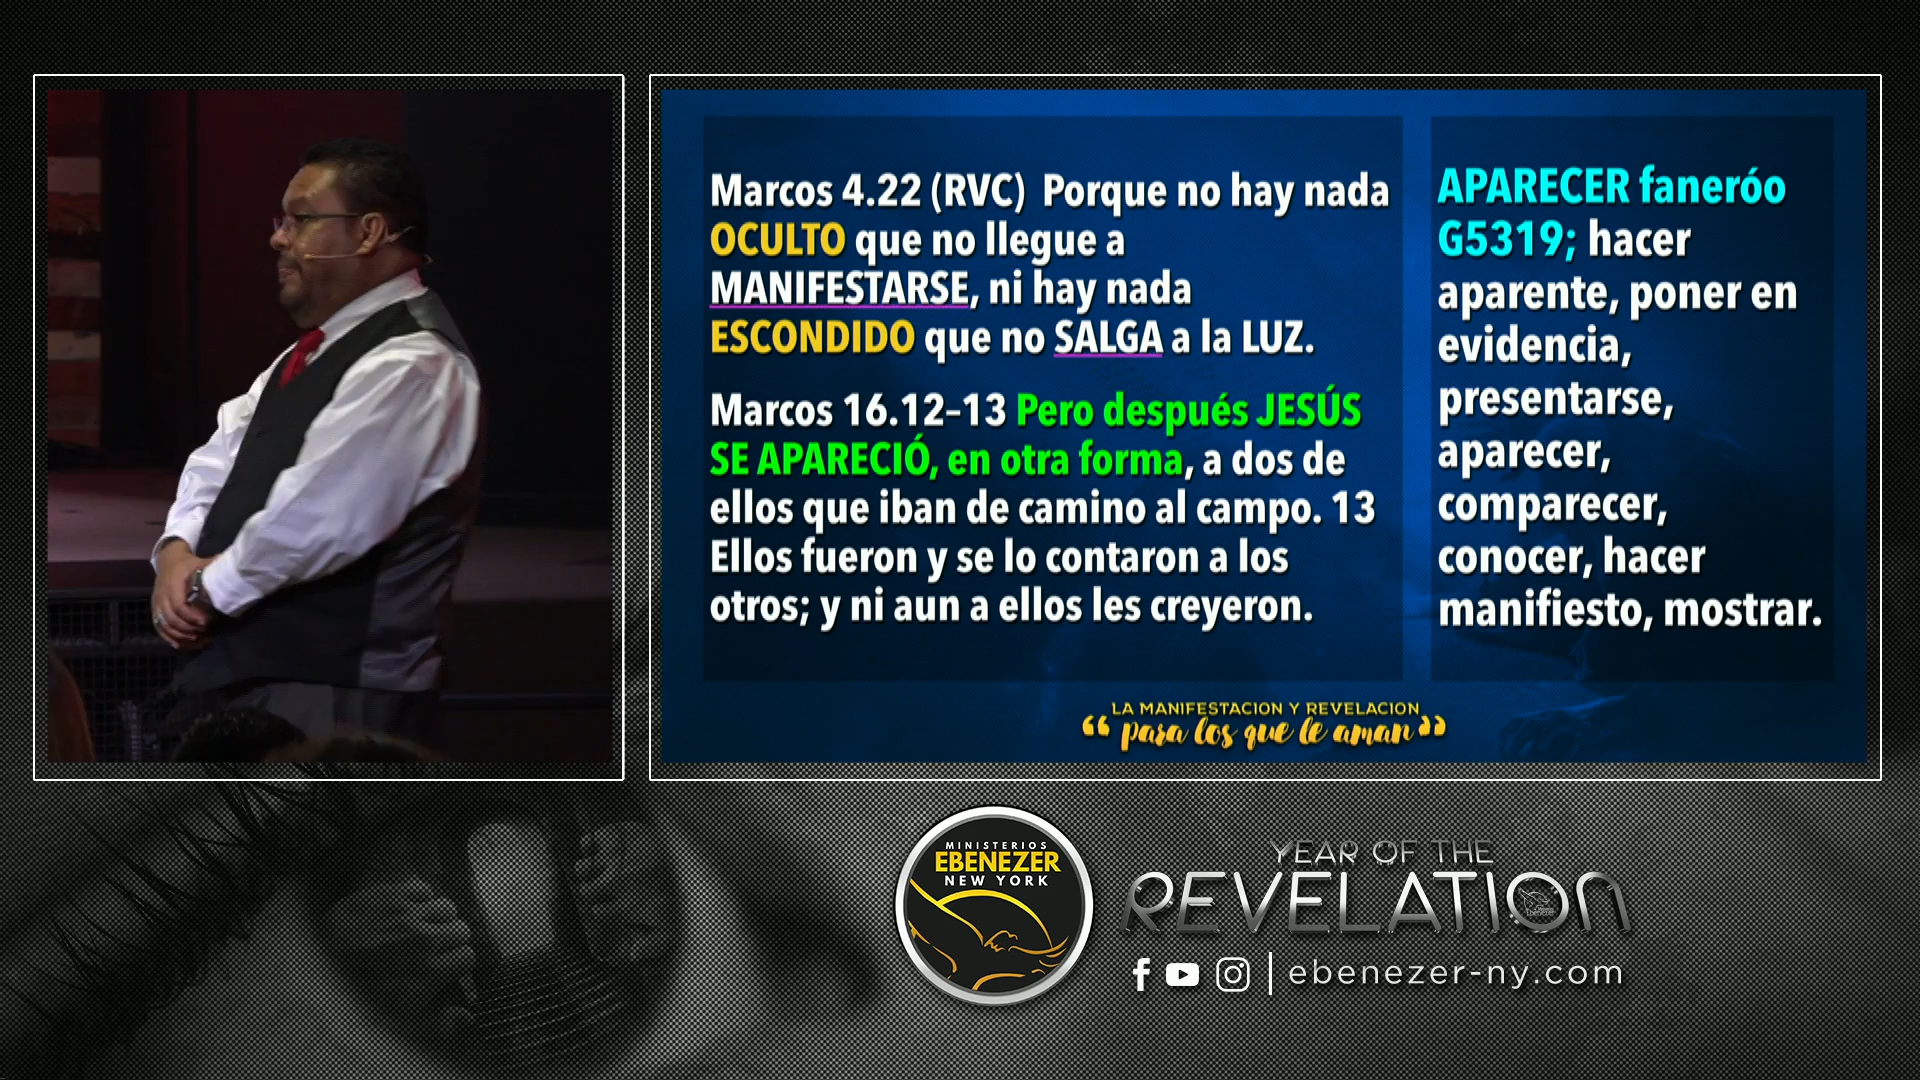 Marcos 4.22 (RVC)  Porque no hay nada
OCULTO que no llegue a
MANIFESTARSE, ni hay nada
ESCONDIDO que no SALGA a la LUZ.
Marcos 16.12–13 Pero después JESÚS
SE APARECIÓ, en otra forma, a dos de
ellos que iban de camino al campo. 13
Ellos fueron y se lo contaron a los
otros; y ni aun a ellos les creyeron.
APARECER faneróo
G5319; hacer
aparente, poner en
evidencia,
presentarse,
aparecer,
comparecer,
conocer, hacer
manifiesto, mostrar.
LA MANIFESTACION Y REVELACION
“para los que le aman”
MINISTERIOS
EBENEZER
NEW YORK
YEAR OF THE
REVELATION
ebenezer-ny.com